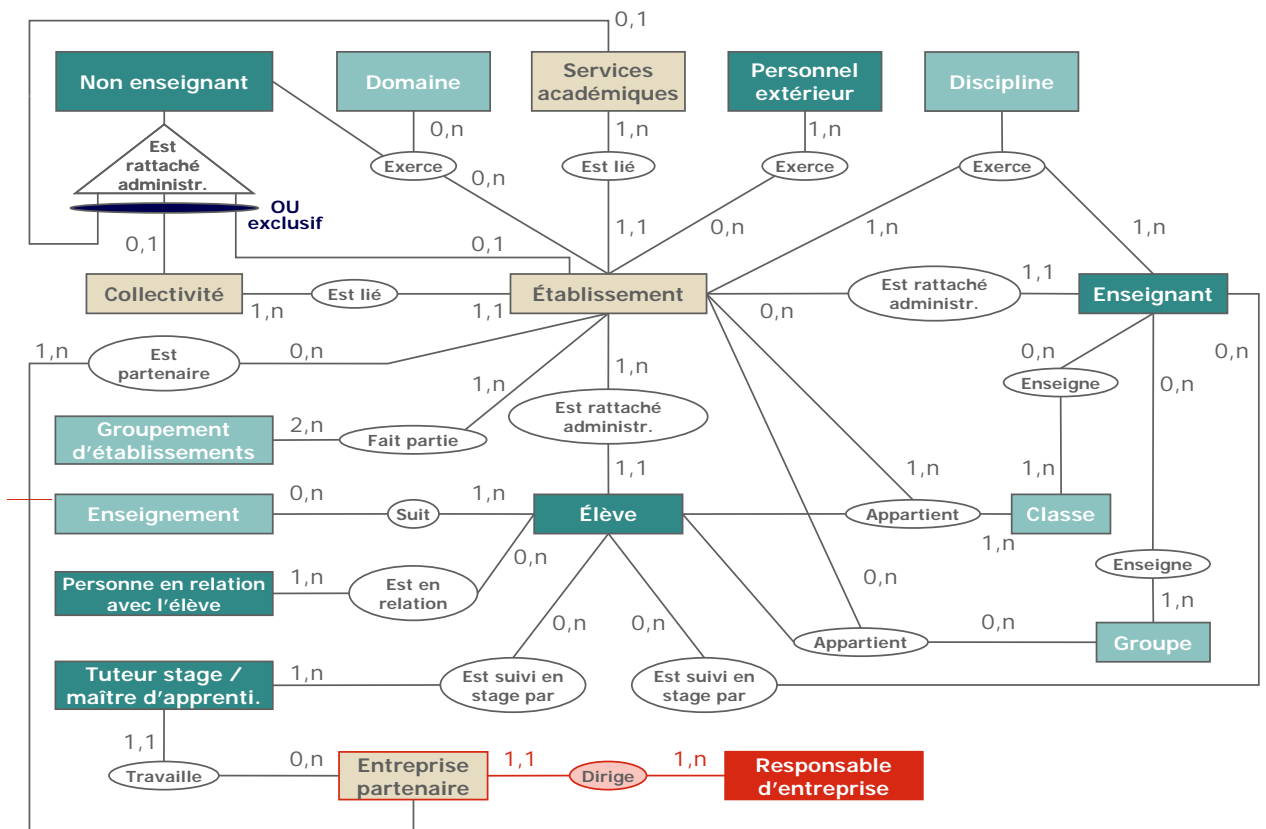 0,1
Non enseignant
Domaine
Services
académiques
Personnel
extérieur
Discipline
0,n
1,n
1,n
Est
rattaché
administr.
Exerce
Est lié
Exerce
Exerce
0,n
OU
exclusif
0,1
0,1
1,1
0,n
1,n
1,n
Collectivité
Est lié
Établissement
Est rattaché
administr.
1,1
Enseignant
1,n
1,1
0,n
1,n
Est
partenaire
0,n
1,n
1,n
0,n
Enseigne
0,n
0,n
Groupement
d'établissements
2,n
Fait partie
Est rattaché
administr.
1,1
1,n
1,n
Enseignement
0,n
Suit
1,n
Élève
Appartient
Classe
1,n
0,n
Personne en relation
avec l'élève
1,n
Est en
relation
0,n
Enseigne
1,n
0,n
0,n
Appartient
0,n
Groupe
Tuteur stage /
maître d'apprenti.
1,n
Est suivi en
stage par
Est suivi en
stage par
1,1
Travaille
0,n
Entreprise
partenaire
1,1
Dirige
1,n
Responsable
d'entreprise